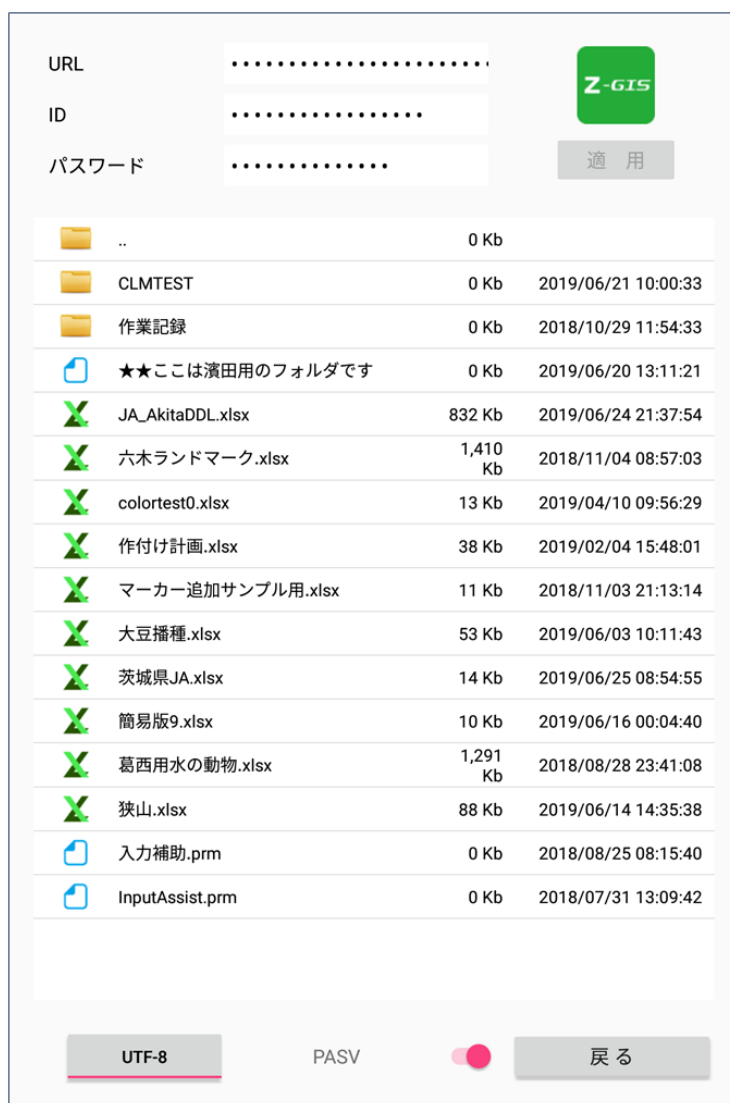 URL ••••••••••••••••••••••• Z-GIS
ID •••••••••••••••••
パスワード •••••••••••••• 適 用
.. 0 Kb
CLMTEST 0 Kb 2019/06/21 10:00:33
作業記録 0 Kb 2018/10/29 11:54:33
★★ここは濱田用のフォルダです 0 Kb 2019/06/20 13:11:21
JA_AkitaDDL.xlsx 832 Kb 2019/06/24 21:37:54
六木ランドマーク.xlsx 1,410 Kb 2018/11/04 08:57:03
colortest0.xlsx 13 Kb 2019/04/10 09:56:29
作付け計画.xlsx 38 Kb 2019/02/04 15:48:01
マーカー追加サンプル用.xlsx 11 Kb 2018/11/03 21:13:14
大豆播種.xlsx 53 Kb 2019/06/03 10:11:43
茨城県JA.xlsx 14 Kb 2019/06/25 08:54:55
簡易版9.xlsx 10 Kb 2019/06/16 00:04:40
葛西用水の動物.xlsx 1,291 Kb 2018/08/28 23:41:08
狭山.xlsx 88 Kb 2019/06/14 14:35:38
入力補助.prm 0 Kb 2018/08/25 08:15:40
InputAssist.prm 0 Kb 2018/07/31 13:09:42
UTF-8 PASV 戻 る